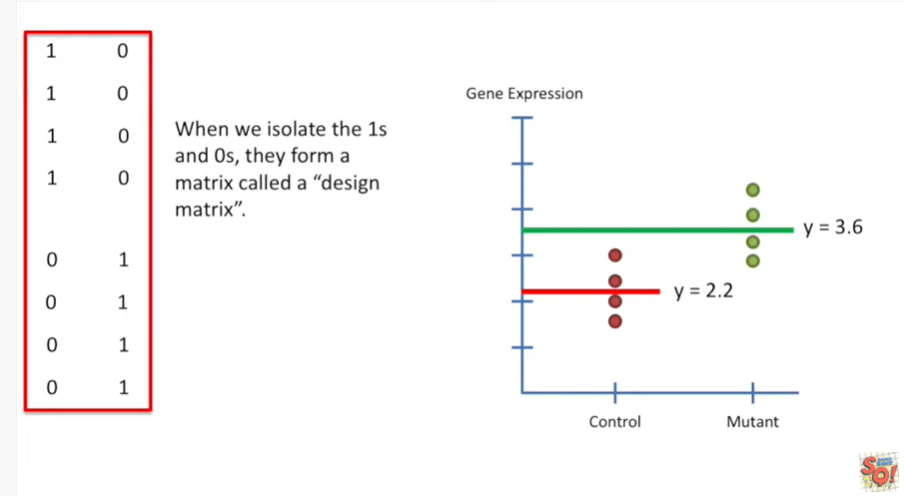 1 0
1 0
1 0
1 0
0 1
0 1
0 1
0 1
When we isolate the 1s
and 0s, they form a
matrix called a “design
matrix”.
Gene Expression
y = 3.6
y = 2.2
Control
Mutant
SQ!